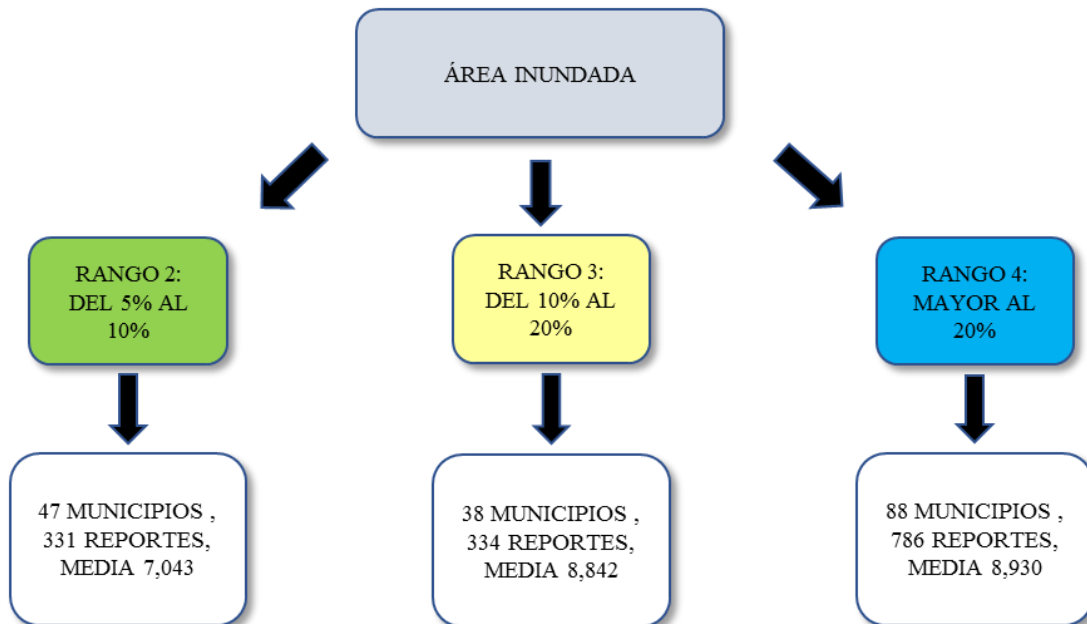 ÁREA INUNDADA
RANGO 2:
DEL 5% AL
10%
RANGO 3:
DEL 10% AL
20%
RANGO 4:
MAYOR AL
20%
47 MUNICIPIOS ,
331 REPORTES,
MEDIA 7,043
38 MUNICIPIOS ,
334 REPORTES,
MEDIA 8,842
88 MUNICIPIOS ,
786 REPORTES,
MEDIA 8,930